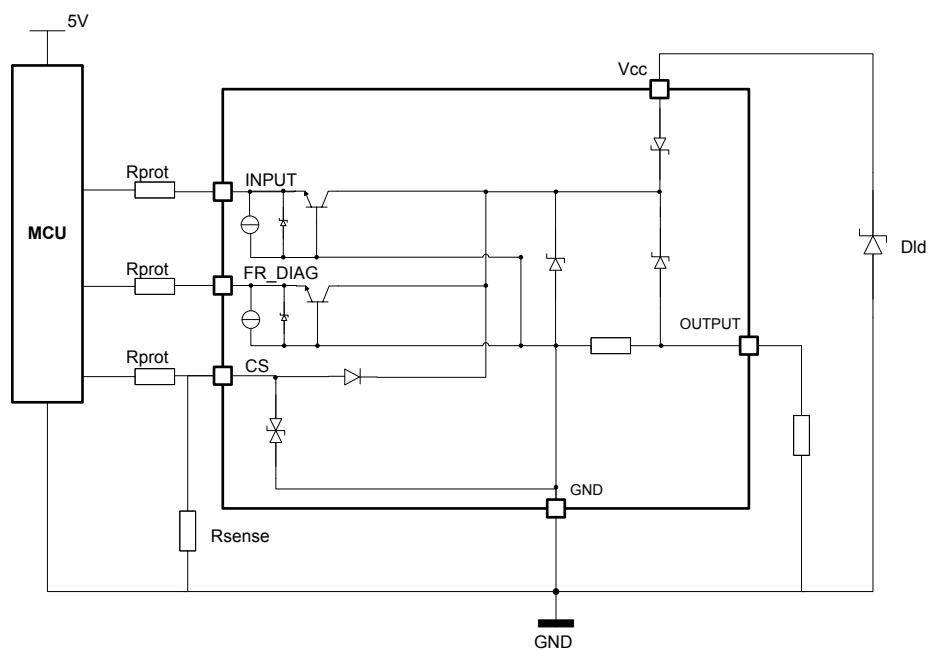 5V
Vcc
Rprot
INPUT
MCU
Dld
Rprot
FR_DIAG
OUTPUT
Rprot
CS
GND
Rsense
GND